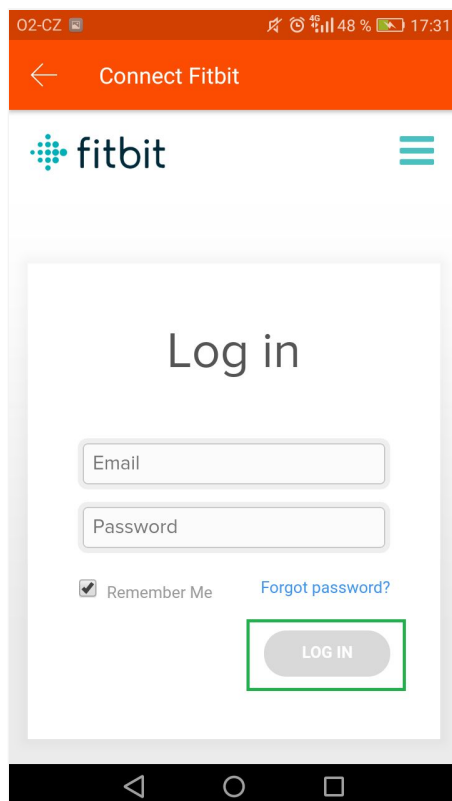 O2-CZ 4G 48 % 17:31
Connect Fitbit
fitbit
Log in
Email
Password
Remember Me Forgot password?
LOG IN